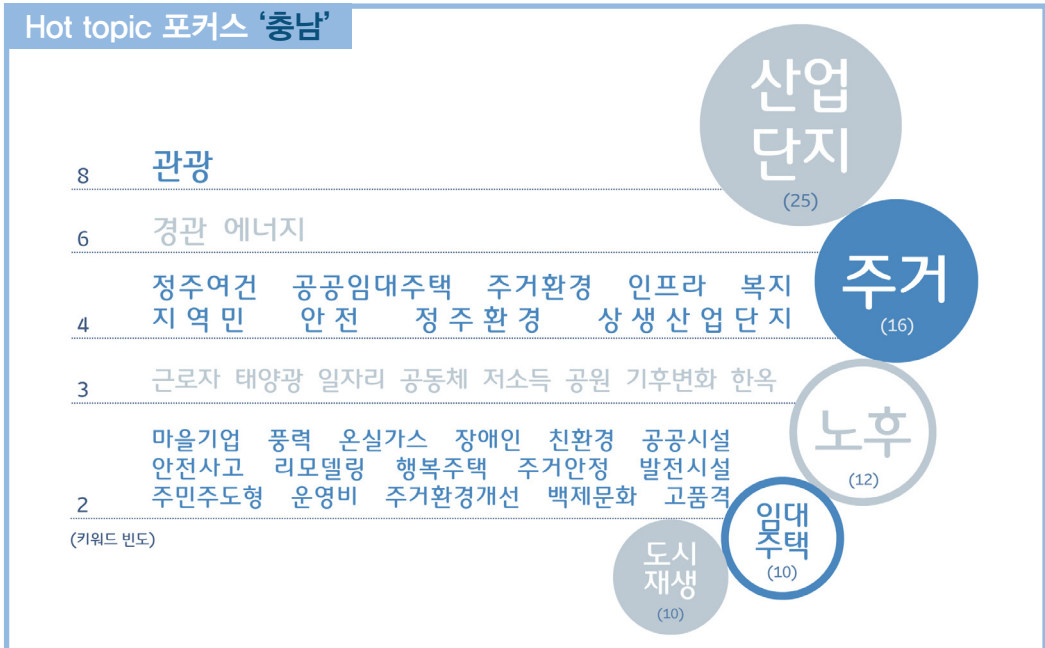 Hot topic 포커스 ‘충남’
산업
단지
(25)
8 관광
6 경관 에너지
주거
(16)
정주여건 공공임대주택 주거환경 인프라 복지
4 지역민 안전 정주환경 상생산업단지
3 근로자 태양광 일자리 공동체 저소득 공원 기후변화 한옥
노후
(12)
마을기업 풍력 온실가스 장애인 친환경 공공시설
안전사고 리모델링 행복주택 주거안정 발전시설
2 주민주도형 운영비 주거환경개선 백제문화 고품격
(키워드 빈도)
임대
주택
(10)
도시
재생
(10)